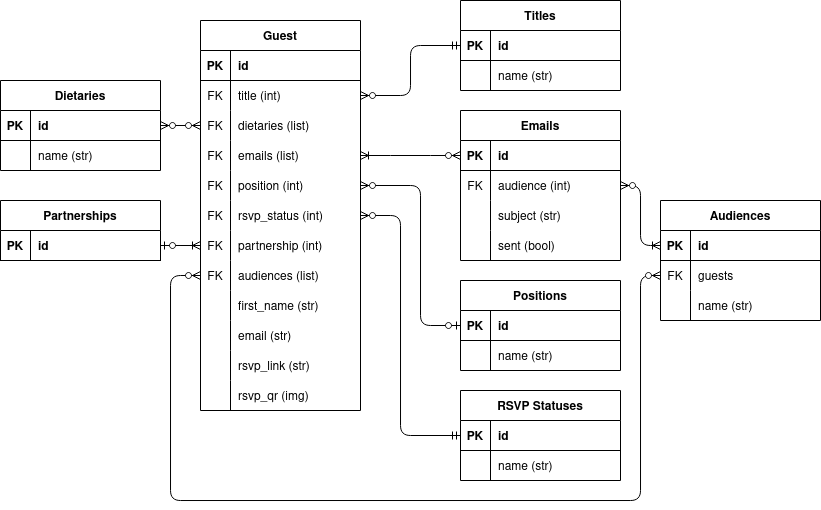 Guest
PK id
FK title (int)
FK dietaries (list)
FK emails (list)
FK position (int)
FK rsvp_status (int)
FK partnership (int)
FK audiences (list)
first_name (str)
email (str)
rsvp_link (str)
rsvp_qr (img)
Dietaries
PK id
name (str)
Partnerships
PK id
Titles
PK id
name (str)
Emails
PK id
FK audience (int)
subject (str)
sent (bool)
Audiences
PK id
FK guests
name (str)
Positions
PK id
name (str)
RSVP Statuses
PK id
name (str)